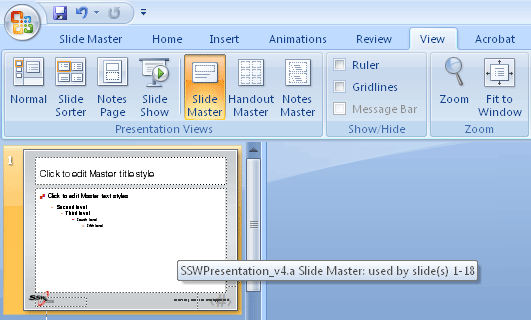 Slide Master Home Insert Animations Review View Acrobat
Normal Slide Sorter Notes Page Slide Show Slide Master Handout Master Notes Master
Ruler
Gridlines
Message Bar
Zoom Fit to Window
Presentation Views Show/Hide Zoom
1
Click to edit Master title style
Click to edit Master text styles
Second level
Third level
Fourth level
Fifth level
SSWPresentation_v4.a Slide Master: used by slide(s) 1-18
SSW